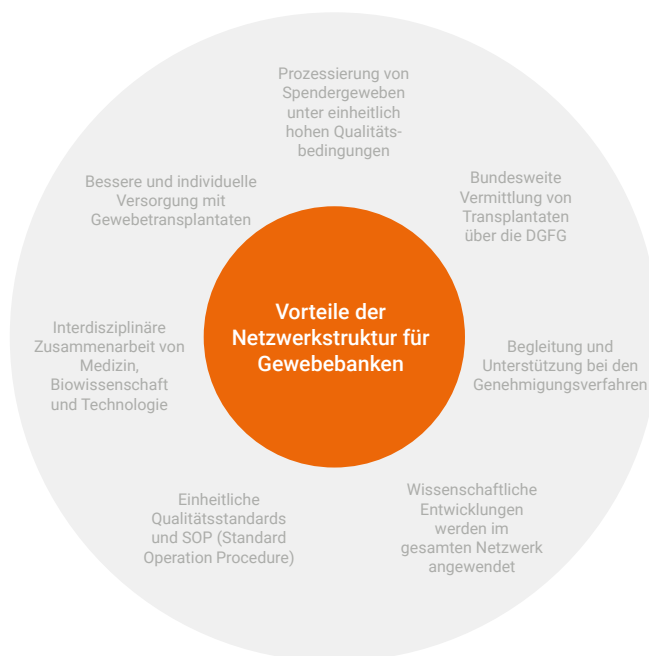 Prozessierung von
Spendergeweben
unter einheitlich
hohen Qualitäts-
bedingungen
Bundesweite
Vermittlung von
Transplantaten
über die DGFG
Begleitung und
Unterstützung bei den
Genehmigungsverfahren
Wissenschaftliche
Entwicklungen
werden im
gesamten Netzwerk
angewendet
Einheitliche
Qualitätsstandards
und SOP (Standard
Operation Procedure)
Interdisziplinäre
Zusammenarbeit von
Medizin,
Biowissenschaft
und Technologie
Bessere und individuelle
Versorgung mit
Gewebetransplantaten
Vorteile der
Netzwerkstruktur für
Gewebebanken